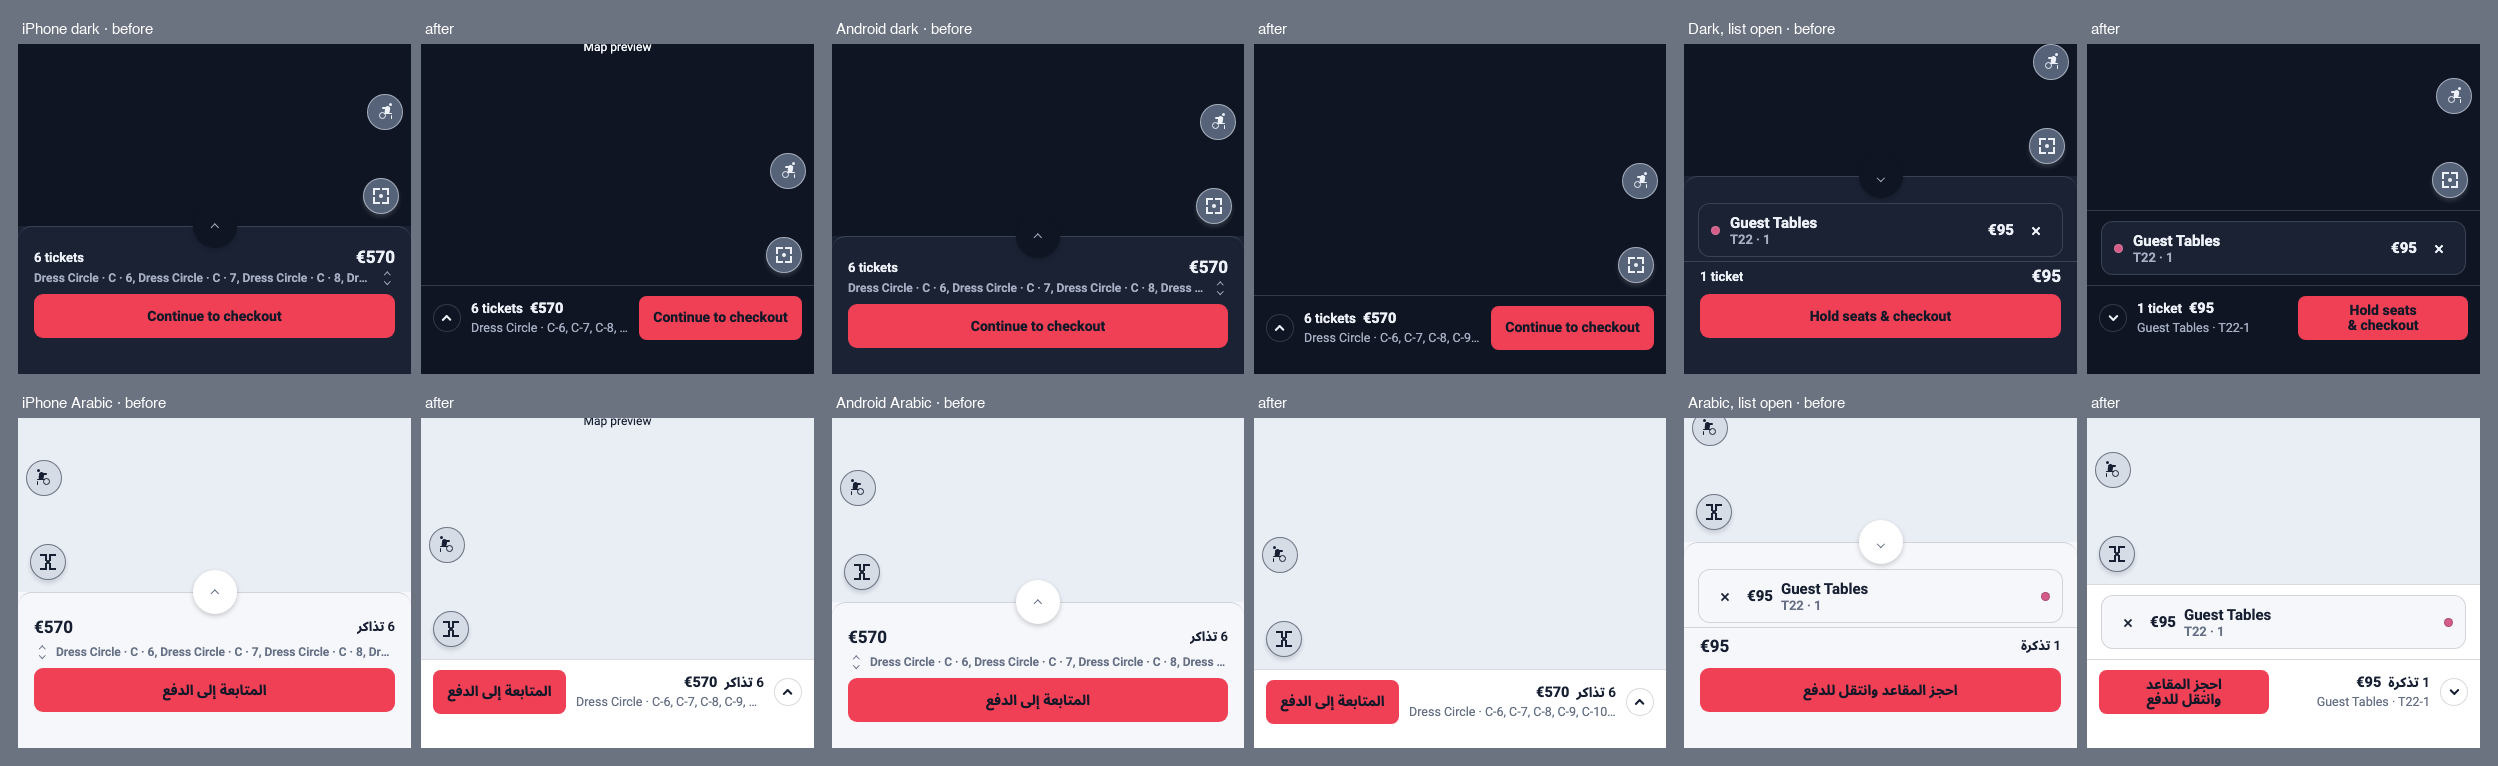 iPhone dark · before
after
Android dark · before
after
Dark, list open · before
after
6 tickets
€570
Dress Circle · C · 6, Dress Circle · C · 7, Dress Circle · C · 8, Dr...
Continue to checkout
Map preview
6 tickets €570
Dress Circle · C-6, C-7, C-8, ...
Continue to checkout
6 tickets
€570
Dress Circle · C · 6, Dress Circle · C · 7, Dress Circle · C · 8, Dress ...
Continue to checkout
6 tickets €570
Dress Circle · C-6, C-7, C-8, C-9...
Continue to checkout
Guest Tables
T22 · 1
€95 ×
1 ticket
€95
Hold seats & checkout
Guest Tables
T22 · 1
€95 ×
1 ticket €95
Guest Tables · T22-1
Hold seats
& checkout
iPhone Arabic · before
after
Android Arabic · before
after
Arabic, list open · before
after
6 تذاكر
€570
Dress Circle · C · 6, Dress Circle · C · 7, Dress Circle · C · 8, Dr...
المتابعة إلى الدفع
Map preview
6 تذاكر €570
Dress Circle · C-6, C-7, C-8, C-9, ...
المتابعة إلى الدفع
6 تذاكر
€570
Dress Circle · C · 6, Dress Circle · C · 7, Dress Circle · C · 8, Dress ...
المتابعة إلى الدفع
6 تذاكر €570
Dress Circle · C-6, C-7, C-8, C-9, C-10...
المتابعة إلى الدفع
Guest Tables
T22 · 1
€95 ×
1 تذكرة
€95
احجز المقاعد وانتقل للدفع
Guest Tables
T22 · 1
€95 ×
1 تذكرة €95
Guest Tables · T22-1
احجز المقاعد
وانتقل للدفع